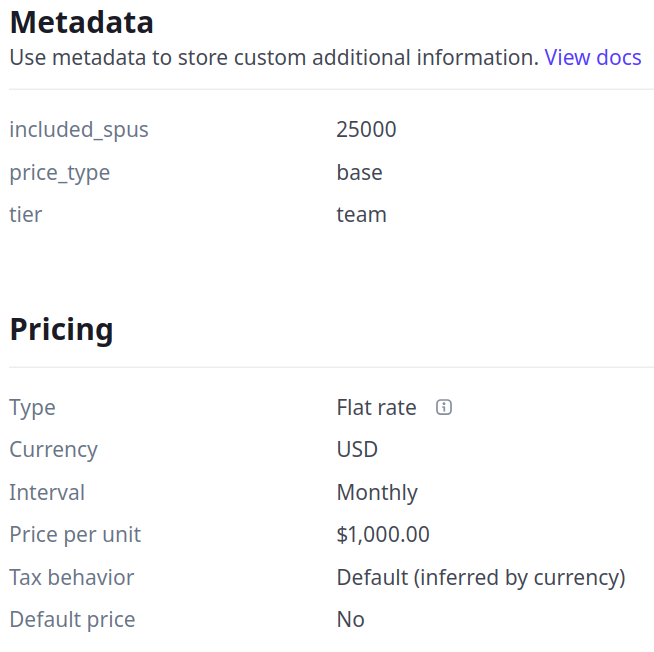 Metadata
Use metadata to store custom additional information. View docs
included_spus 25000
price_type base
tier team
Pricing
Type Flat rate
Currency USD
Interval Monthly
Price per unit $1,000.00
Tax behavior Default (inferred by currency)
Default price No